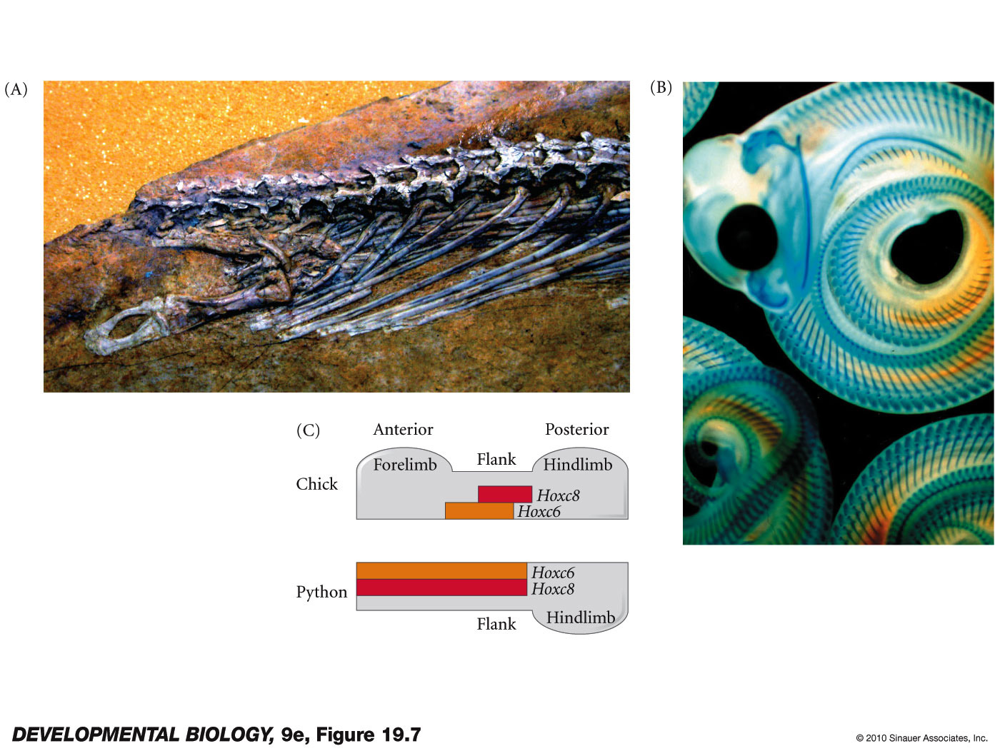 (A)
(B)
(C)
Anterior
Posterior
Forelimb
Flank
Hindlimb
Chick
Hoxc8
Hoxc6
Hoxc6
Hoxc8
Python
Hindlimb
Flank
DEVELOPMENTAL BIOLOGY, 9e, Figure 19.7
© 2010 Sinauer Associates, Inc.